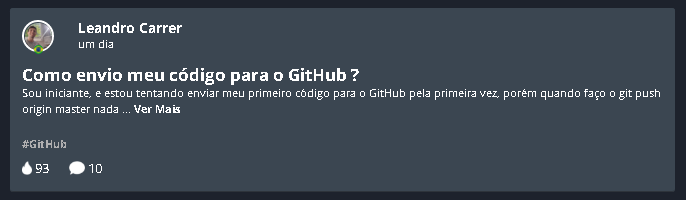 Leandro Carrer
um dia
Como envio meu código para o GitHub ?
Sou iniciante, e estou tentando enviar meu primeiro código para o GitHub pela primeira vez, porém quando faço o git push
origin master nada ... Ver Mais
#GitHub
93 10